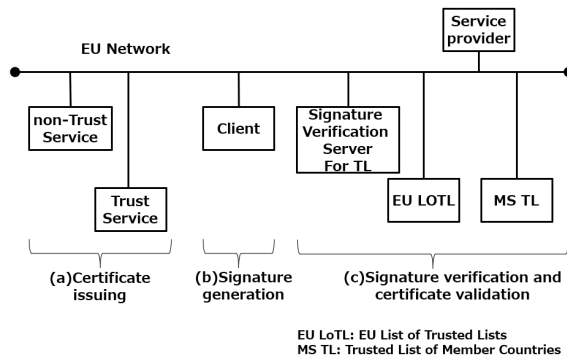 Service
provider
EU Network
non-Trust
Service
Client
Signature
Verification
Server
For TL
Trust
Service
EU LOTL
MS TL
(a)Certificate
issuing
(b)Signature
generation
(c)Signature verification and
certificate validation
EU LoTL: EU List of Trusted Lists
MS TL: Trusted List of Member Countries